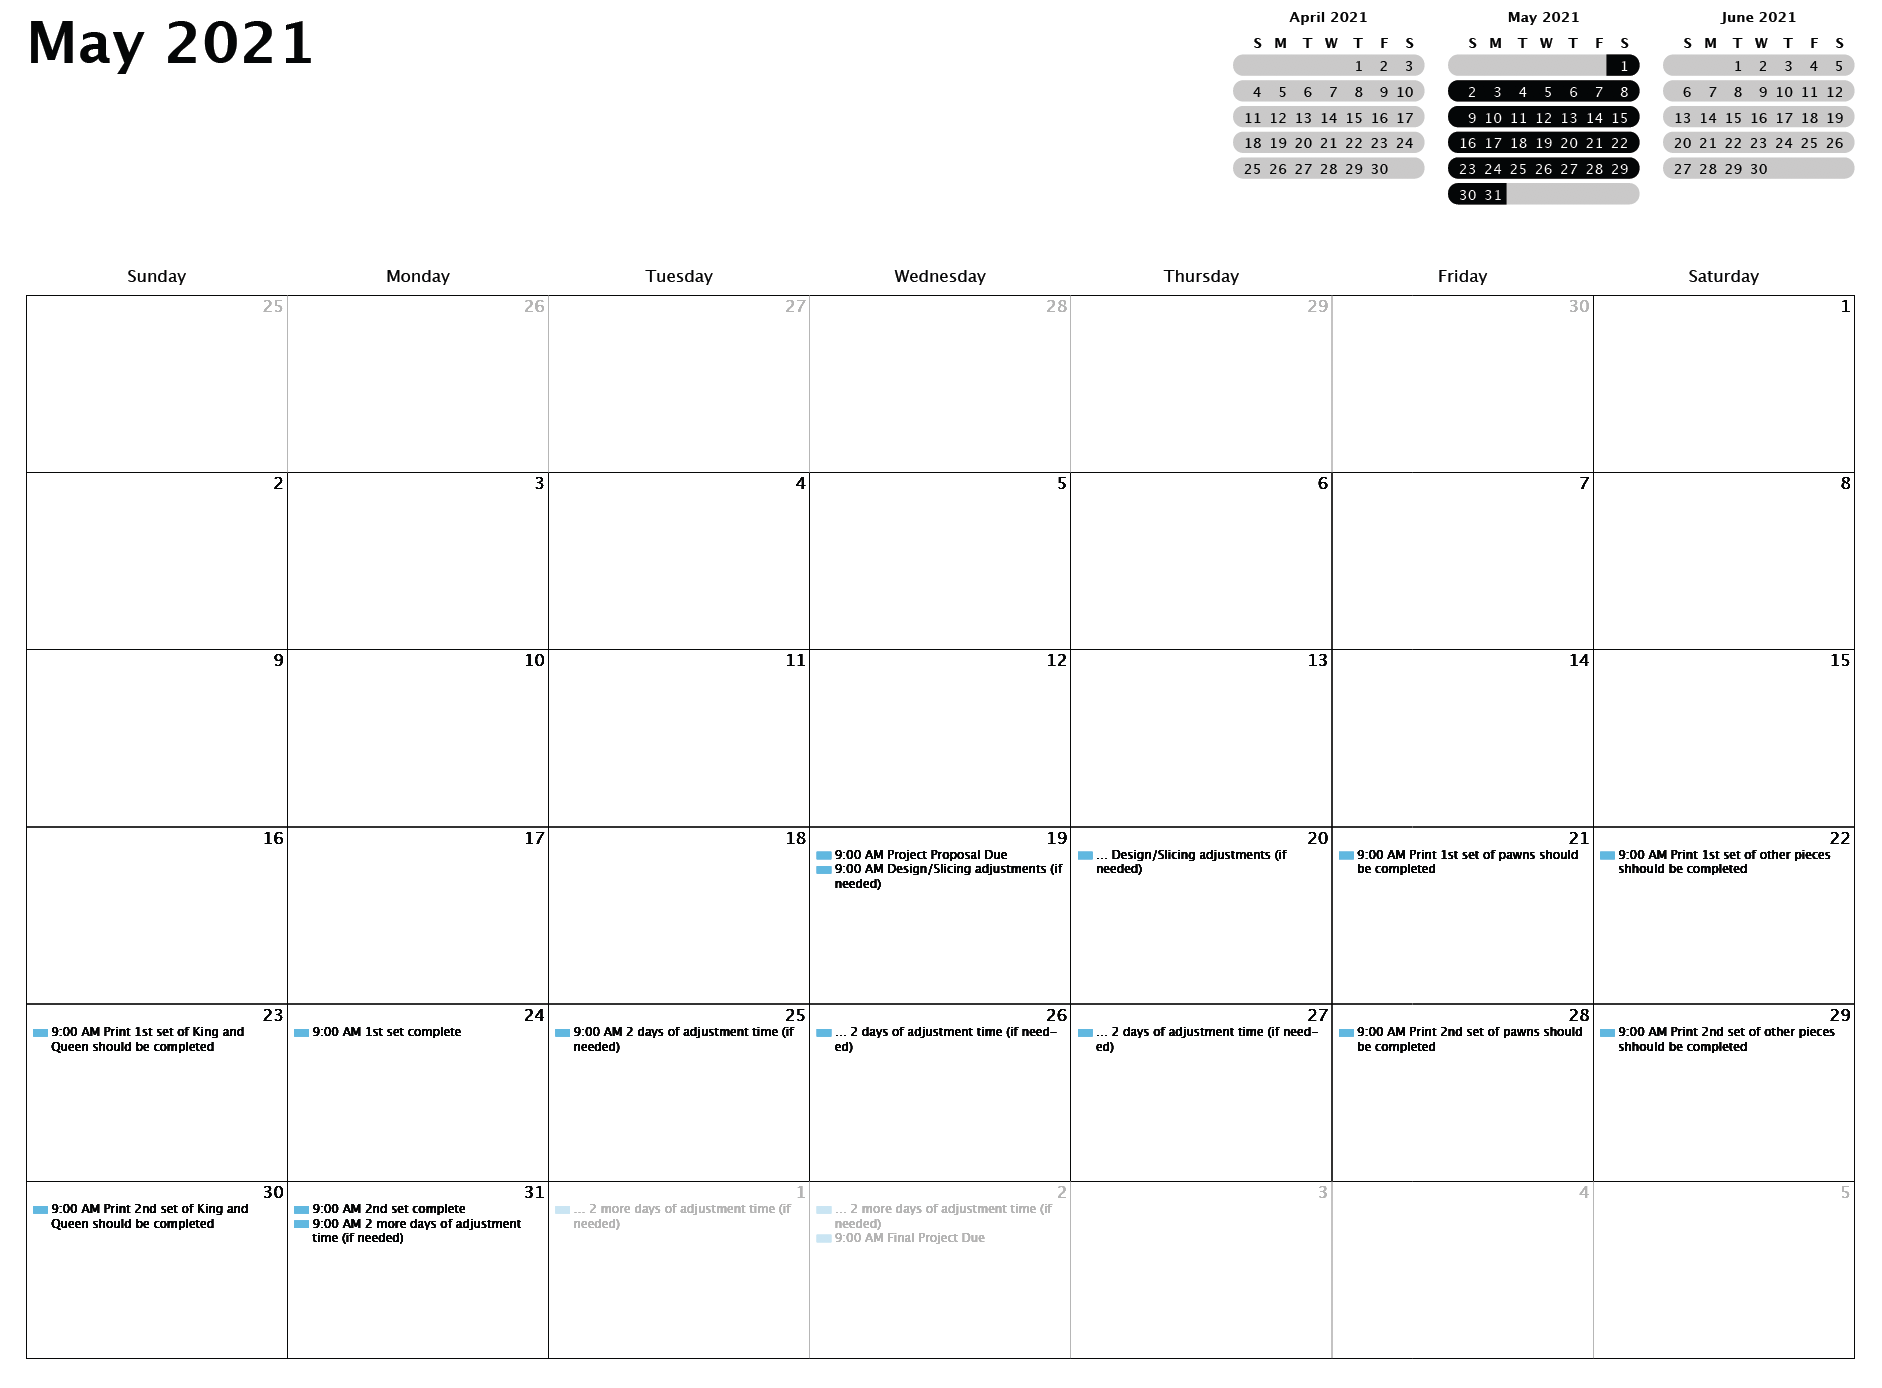 May 2021
April 2021
S M T W T F S
1 2 3
4 5 6 7 8 9 10
11 12 13 14 15 16 17
18 19 20 21 22 23 24
25 26 27 28 29 30
May 2021
S M T W T F S
1
2 3 4 5 6 7 8
9 10 11 12 13 14 15
16 17 18 19 20 21 22
23 24 25 26 27 28 29
30 31
June 2021
S M T W T F S
1 2 3 4 5
6 7 8 9 10 11 12
13 14 15 16 17 18 19
20 21 22 23 24 25 26
27 28 29 30
Sunday Monday Tuesday Wednesday Thursday Friday Saturday
25 26 27 28 29 30 1
2 3 4 5 6 7 8
9 10 11 12 13 14 15
16
17
18
19
9:00 AM Project Proposal Due
9:00 AM Design/Slicing adjustments (if
needed)
20
... Design/Slicing adjustments (if
needed)
21
9:00 AM Print 1st set of pawns should
be completed
22
9:00 AM Print 1st set of other pieces
shhould be completed
23
9:00 AM Print 1st set of King and
Queen should be completed
24
9:00 AM 1st set complete
25
9:00 AM 2 days of adjustment time (if
needed)
26
... 2 days of adjustment time (if need-
ed)
27
... 2 days of adjustment time (if need-
ed)
28
9:00 AM Print 2nd set of pawns should
be completed
29
9:00 AM Print 2nd set of other pieces
shhould be completed
30
9:00 AM Print 2nd set of King and
Queen should be completed
31
9:00 AM 2nd set complete
9:00 AM 2 more days of adjustment
time (if needed)
1
... 2 more days of adjustment time (if
needed)
2
... 2 more days of adjustment time (if
needed)
9:00 AM Final Project Due
3
4
5